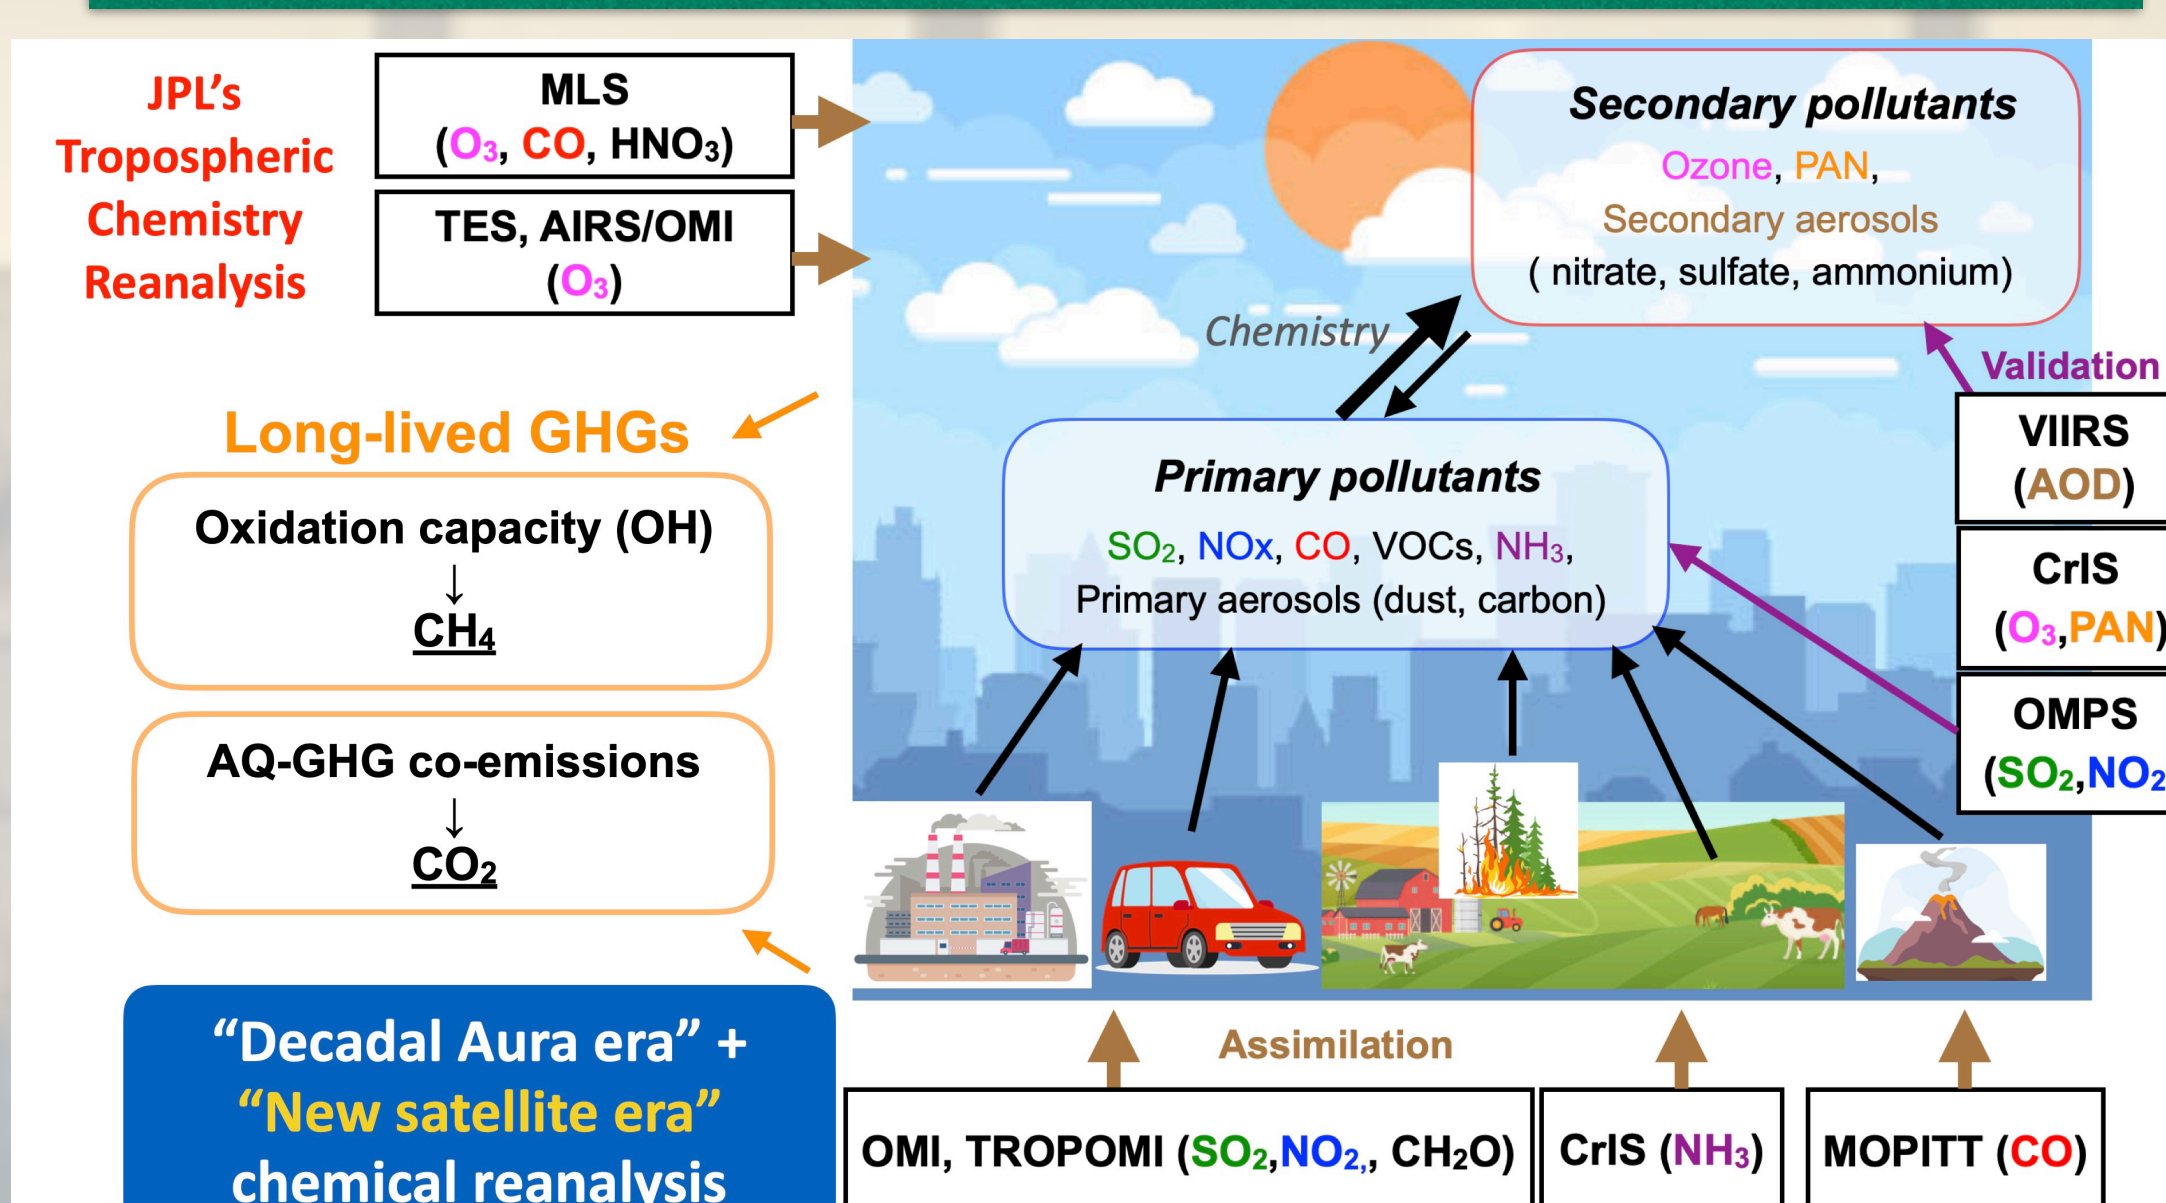 JPL's
Tropospheric
Chemistry
Reanalysis
MLS
(O₃, CO, HNO₃)
TES, AIRS/OMI
(O₃)
Secondary pollutants
Ozone, PAN,
Secondary aerosols
( nitrate, sulfate, ammonium)
Chemistry
Validation
VIIRS
(AOD)
CrIS
(O₃,PAN)
OMPS
(SO₂,NO₂
Primary pollutants
SO₂, NOx, CO, VOCs, NH₃,
Primary aerosols (dust, carbon)
Long-lived GHGs
Oxidation capacity (OH)
↓
CH₄
AQ-GHG co-emissions
↓
CO₂
“Decadal Aura era” +
“New satellite era”
chemical reanalysis
Assimilation
OMI, TROPOMI (SO₂,NO₂,, CH₂O)
CrIS (NH₃)
MOPITT (CO)